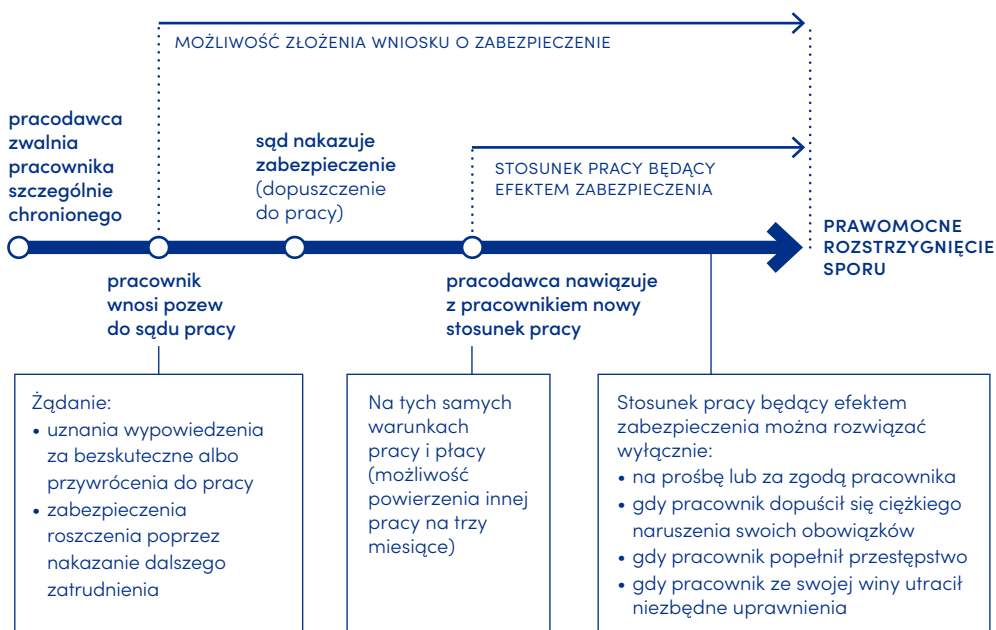 MOŻLIWOŚĆ ZŁOŻENIA WNIOSKU O ZABEZPIECZENIE
pracodawca
zwalnia
pracownika
szczególnie
chronionego
sąd nakazuje
zabezpieczenie
(dopuszczenie
do pracy)
STOSUNEK PRACY BĘDĄCY
EFEKTEM ZABEZPIECZENIA
PRAWOMOCNE
ROZSTRZYGNIĘCIE
SPORU
pracownik
wnosi pozew
do sądu pracy
pracodawca nawiązuje
z pracownikiem nowy
stosunek pracy
Żądanie:
• uznania wypowiedzenia
za bezskuteczne albo
przywrócenia do pracy
• zabezpieczenia
roszczenia poprzez
nakazanie dalszego
zatrudnienia
Na tych samych
warunkach
pracy i płacy
(możliwość
powierzenia innej
pracy na trzy
miesiące)
Stosunek pracy będący efektem
zabezpieczenia można rozwiązać
wyłącznie:
• na prośbę lub za zgodą pracownika
• gdy pracownik dopuścił się ciężkiego
naruszenia swoich obowiązków
• gdy pracownik popełnił przestępstwo
• gdy pracownik ze swojej winy utracił
niezbędne uprawnienia